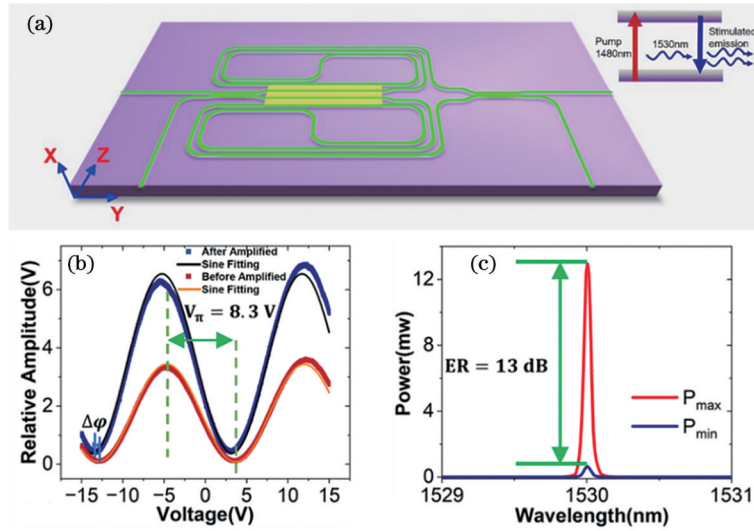 (a)
Pump
1480nm
1530nm
Stimulated
emission
X
Z
Y
(b)
After Amplified
Sine Fitting
Before Amplified
Sine Fitting
Vπ = 8.3 V
Δφ
Relative Amplitude(V)
6
4
2
0
−15
−10
−5
0
5
10
15
Voltage(V)
(c)
ER = 13 dB
Pmax
Pmin
Power(mw)
12
8
4
0
1529
1530
1531
Wavelength(nm)